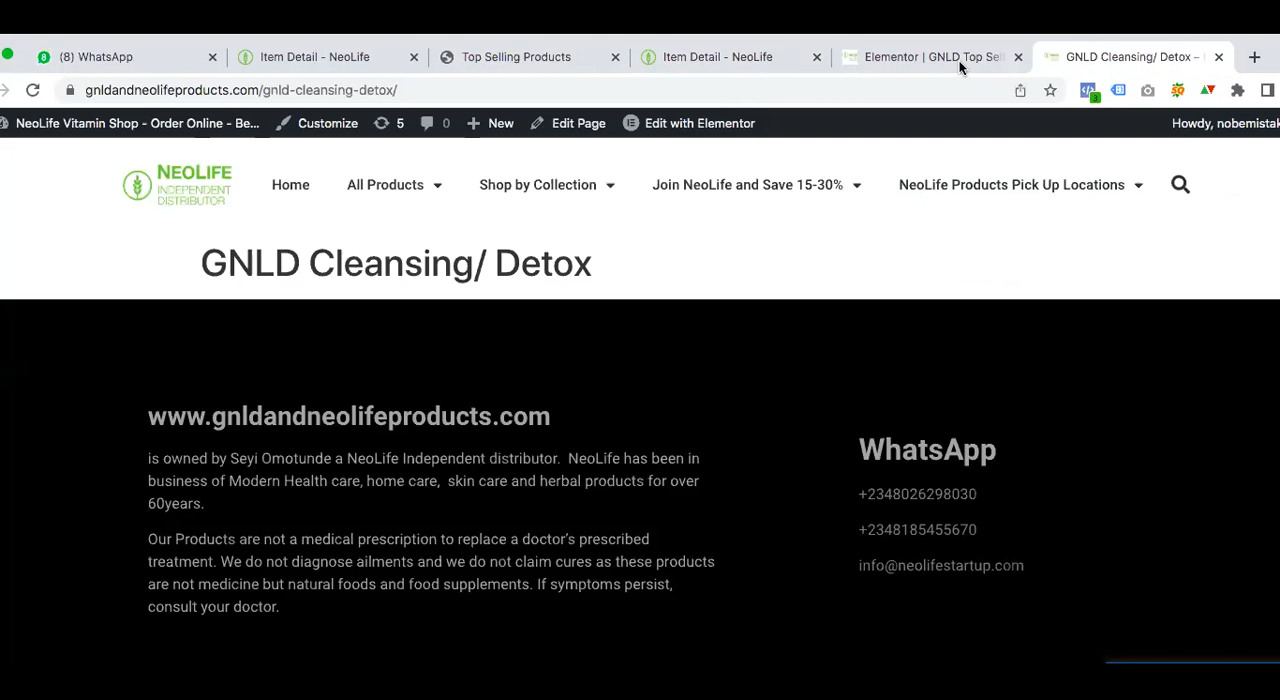 (8) WhatsApp
Item Detail - NeoLife
Top Selling Products
Item Detail - NeoLife
Elementor | GNLD Top Sel
GNLD Cleansing/ Detox –
gnldandneolifeproducts.com/gnld-cleansing-detox/
NeoLife Vitamin Shop - Order Online - Be...
Customize
5
0
New
Edit Page
Edit with Elementor
Howdy, nobemistak
NEOLIFE
INDEPENDENT
DISTRIBUTOR
Home
All Products
Shop by Collection
Join NeoLife and Save 15-30%
NeoLife Products Pick Up Locations
GNLD Cleansing/ Detox
www.gnldandneolifeproducts.com
is owned by Seyi Omotunde a NeoLife Independent distributor. NeoLife has been in
business of Modern Health care, home care, skin care and herbal products for over
60years.
Our Products are not a medical prescription to replace a doctor's prescribed
treatment. We do not diagnose ailments and we do not claim cures as these products
are not medicine but natural foods and food supplements. If symptoms persist,
consult your doctor.
WhatsApp
+2348026298030
+2348185455670
info@neolifestartup.com